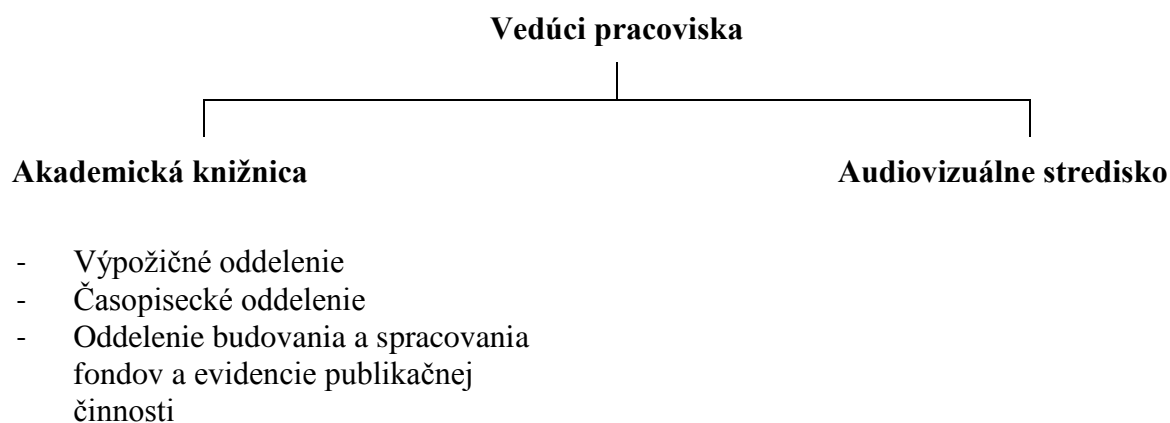 Vedúci pracoviska
Akademická knižnica
Audiovizuálne stredisko
- Výpožičné oddelenie
- Časopisecké oddelenie
- Oddelenie budovania a spracovania
fondov a evidencie publikačnej
činnosti